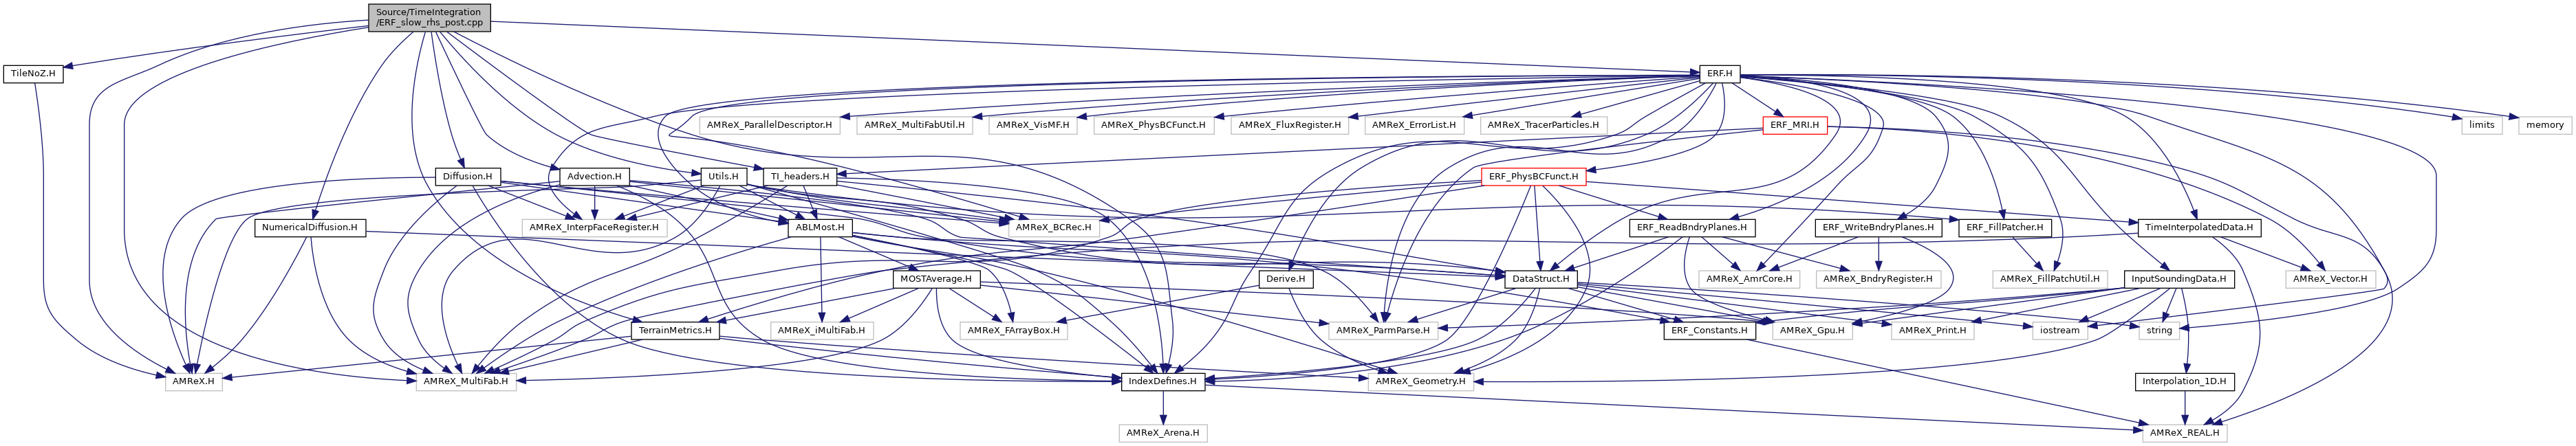 Source/TimeIntegration
/ERF_slow_rhs_post.cpp
TileNoZ.H
ERF.H
AMReX_ParallelDescriptor.H
AMReX_MultiFabUtil.H
AMReX_VisMF.H
AMReX_PhysBCFunct.H
AMReX_FluxRegister.H
AMReX_ErrorList.H
AMReX_TracerParticles.H
ERF_MRI.H
limits
memory
Diffusion.H
Advection.H
Utils.H
TI_headers.H
ERF_PhysBCFunct.H
NumericalDiffusion.H
AMReX_InterpFaceRegister.H
ABLMost.H
AMReX_BCRec.H
ERF_ReadBndryPlanes.H
ERF_WriteBndryPlanes.H
ERF_FillPatcher.H
TimeInterpolatedData.H
MOSTAverage.H
Derive.H
DataStruct.H
AMReX_AmrCore.H
AMReX_BndryRegister.H
AMReX_FillPatchUtil.H
InputSoundingData.H
AMReX_Vector.H
TerrainMetrics.H
AMReX_iMultiFab.H
AMReX_FArrayBox.H
AMReX_ParmParse.H
ERF_Constants.H
AMReX_Gpu.H
AMReX_Print.H
iostream
string
AMReX.H
AMReX_MultiFab.H
IndexDefines.H
AMReX_Geometry.H
Interpolation_1D.H
AMReX_Arena.H
AMReX_REAL.H